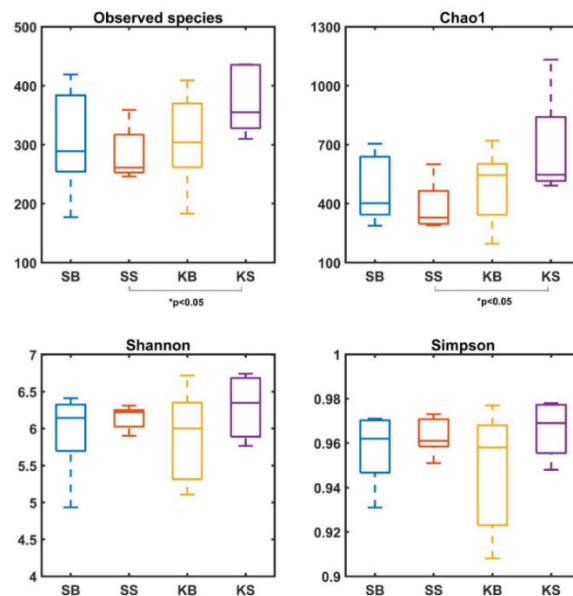 Observed species
500
400
300
200
100
SB SS KB KS
*p<0.05
Chao1
1300
700
400
100
SB SS KB KS
*p<0.05
Shannon
7
6.5
6
5.5
5
4.5
4
SB SS KB KS
Simpson
1
0.98
0.96
0.94
0.92
0.9
SB SS KB KS